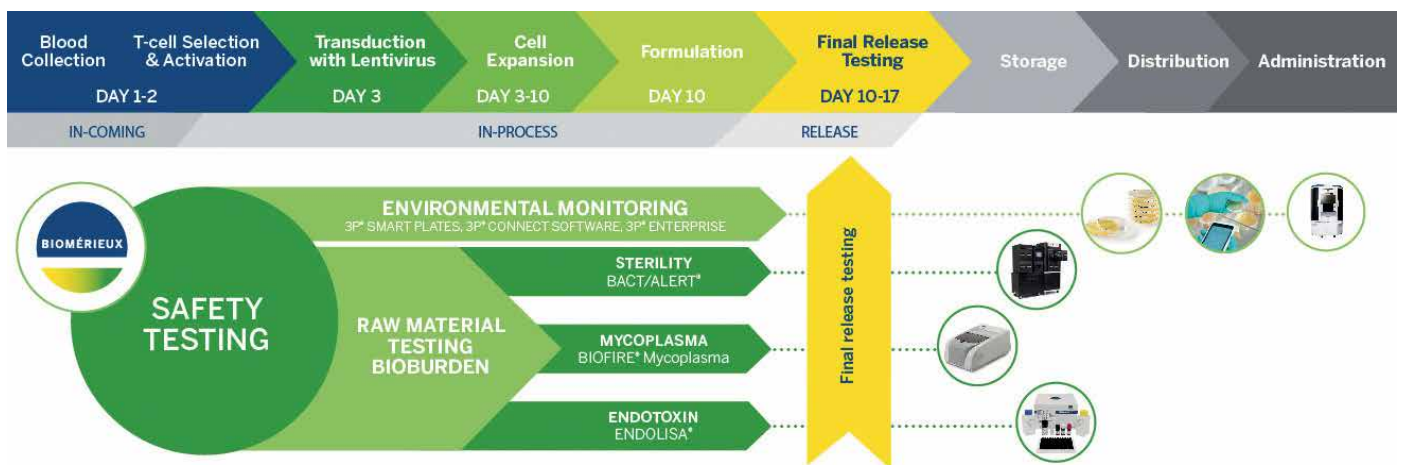 Blood
Collection
T-cell Selection
& Activation
DAY 1-2
Transduction
with Lentivirus
DAY 3
Cell
Expansion
DAY 3-10
Formulation
DAY 10
Final Release
Testing
DAY 10-17
Storage
Distribution
Administration
IN-COMING
IN-PROCESS
RELEASE
BIOMÉRIEUX
SAFETY
TESTING
ENVIRONMENTAL MONITORING
3P® SMART PLATES, 3P® CONNECT SOFTWARE, 3P® ENTERPRISE
RAW MATERIAL
TESTING
BIOBURDEN
STERILITY
BACT/ALERT®
MYCOPLASMA
BIOFIRE® Mycoplasma
ENDOTOXIN
ENDOLISA®
Final release testing